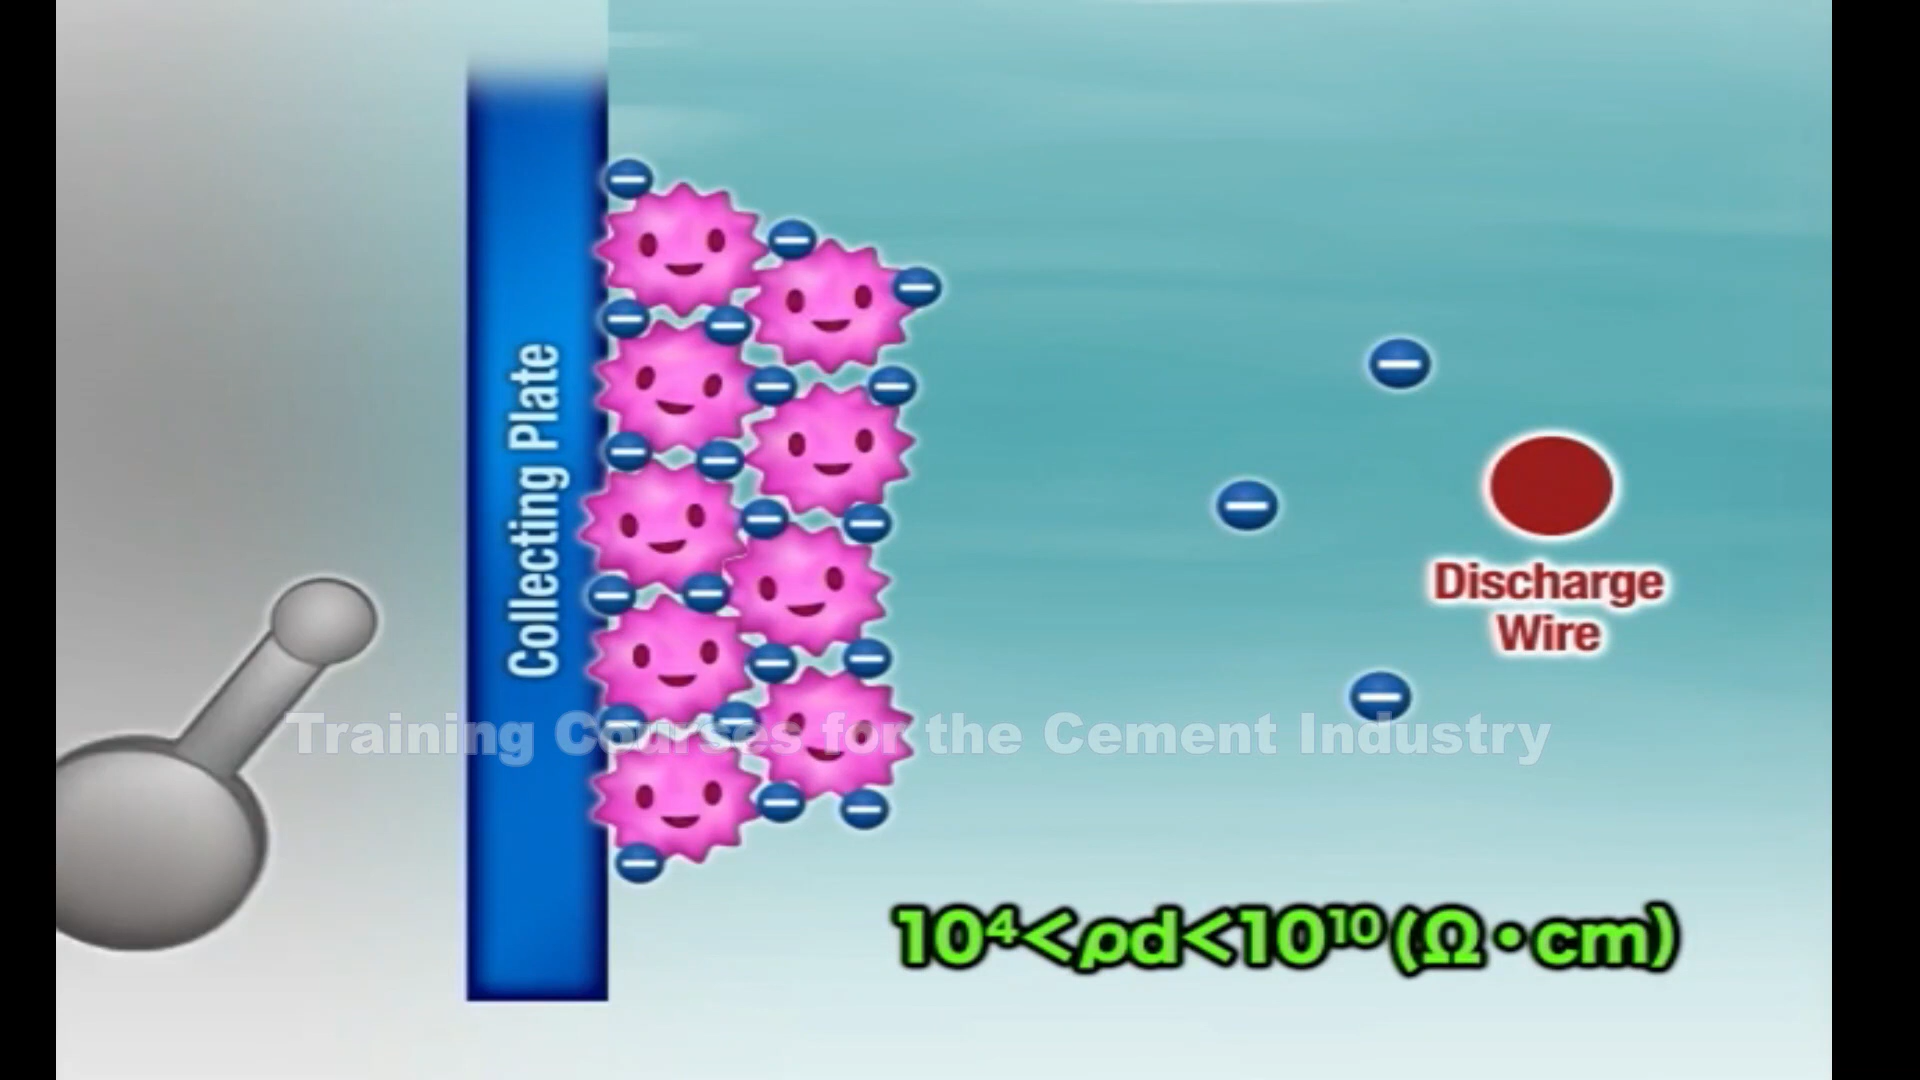 Collecting Plate
Discharge
Wire
Training Courses for the Cement Industry
10⁴<ρd<10¹⁰(Ω・cm)